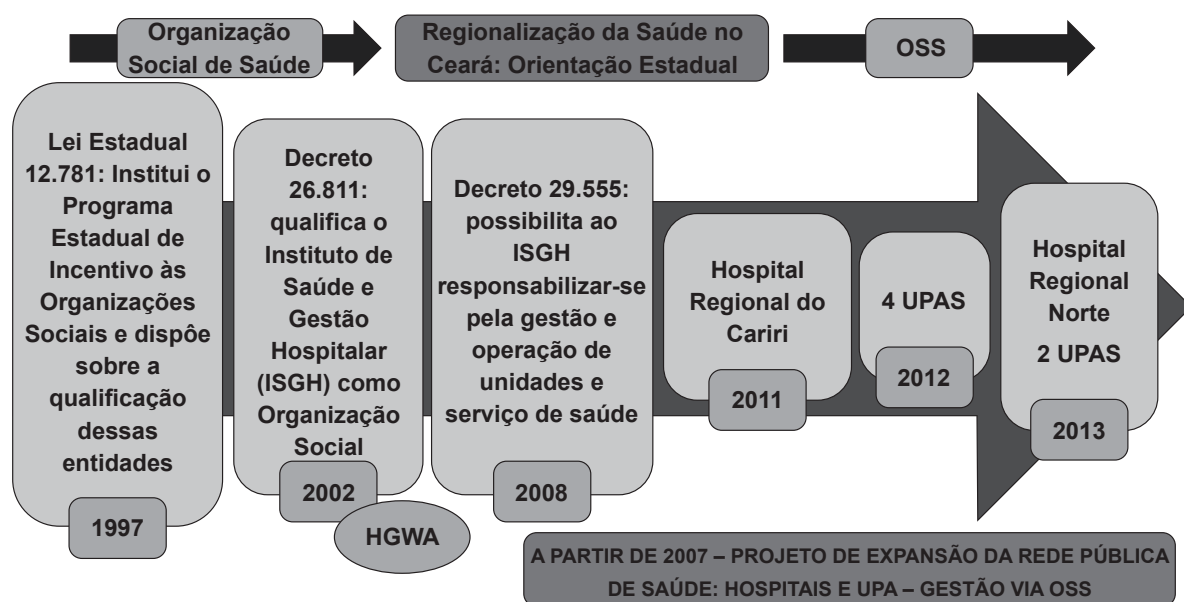 Organização
Social de Saúde
Regionalização da Saúde no
Ceará: Orientação Estadual
OSS
Lei Estadual
12.781: Institui o
Programa
Estadual de
Incentivo às
Organizações
Sociais e dispõe
sobre a
qualificação
dessas
entidades
1997
Decreto
26.811:
qualifica o
Instituto de
Saúde e
Gestão
Hospitalar
(ISGH) como
Organização
Social
2002
HGWA
Decreto 29.555:
possibilita ao
ISGH
responsabilizar-se
pela gestão e
operação de
unidades e
serviço de saúde
2008
Hospital
Regional do
Cariri
2011
4 UPAS
2012
Hospital
Regional
Norte
2 UPAS
2013
A PARTIR DE 2007 – PROJETO DE EXPANSÃO DA REDE PÚBLICA
DE SAÚDE: HOSPITAIS E UPA – GESTÃO VIA OSS